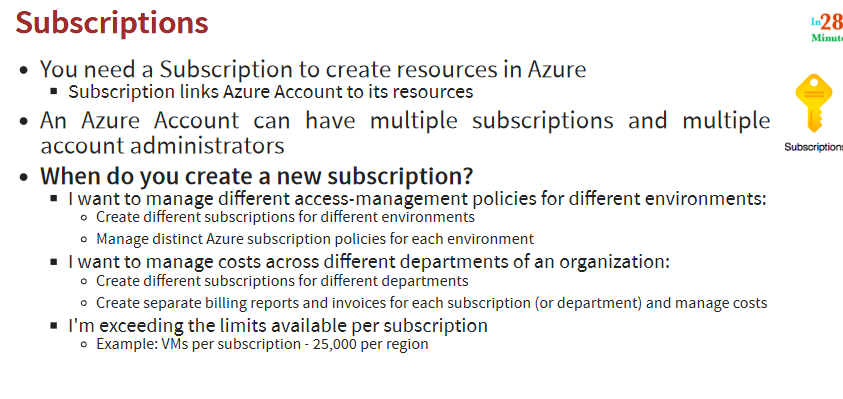 Subscriptions
In28
Minute
You need a Subscription to create resources in Azure
Subscription links Azure Account to its resources
An Azure Account can have multiple subscriptions and multiple
account administrators
Subscriptions
When do you create a new subscription?
I want to manage different access-management policies for different environments:
Create different subscriptions for different environments
Manage distinct Azure subscription policies for each environment
I want to manage costs across different departments of an organization:
Create different subscriptions for different departments
Create separate billing reports and invoices for each subscription (or department) and manage costs
I'm exceeding the limits available per subscription
Example: VMs per subscription - 25,000 per region